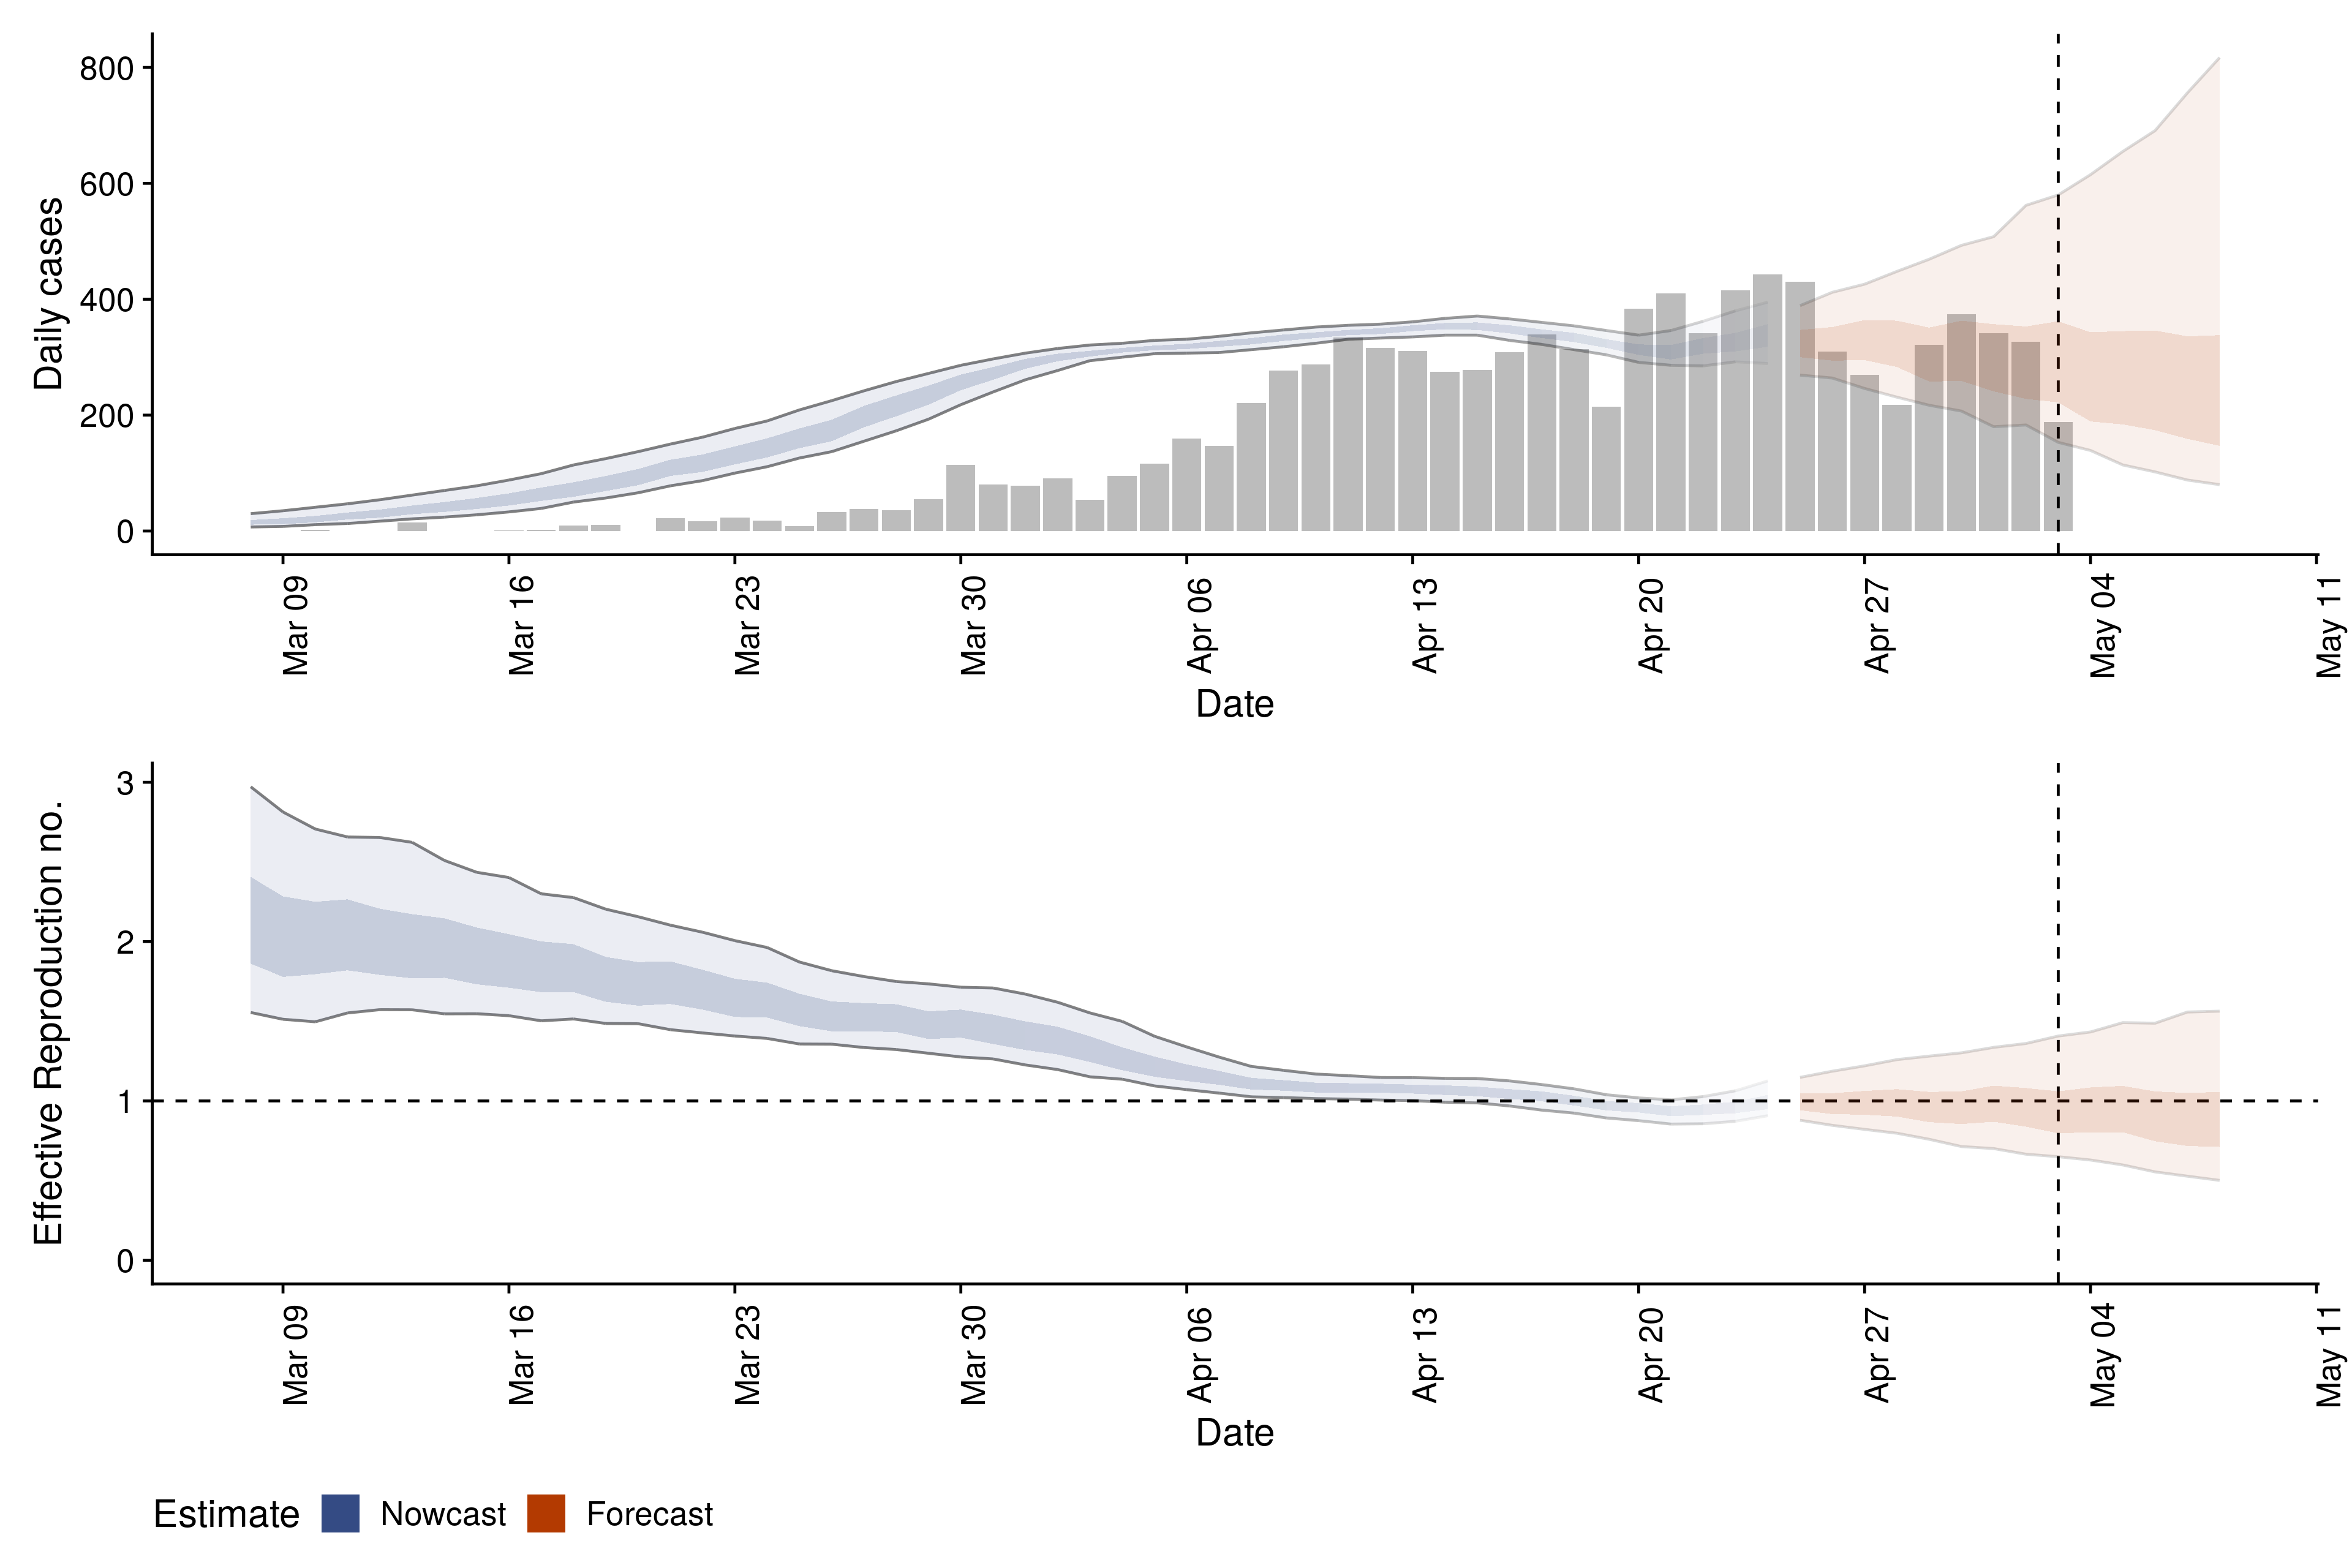 Daily cases
800
600
400
200
0
Mar 09
Mar 16
Mar 23
Mar 30
Apr 06
Apr 13
Apr 20
Apr 27
May 04
May 11
Date
Effective Reproduction no.
3
2
1
0
Mar 09
Mar 16
Mar 23
Mar 30
Apr 06
Apr 13
Apr 20
Apr 27
May 04
May 11
Date
Estimate Nowcast Forecast